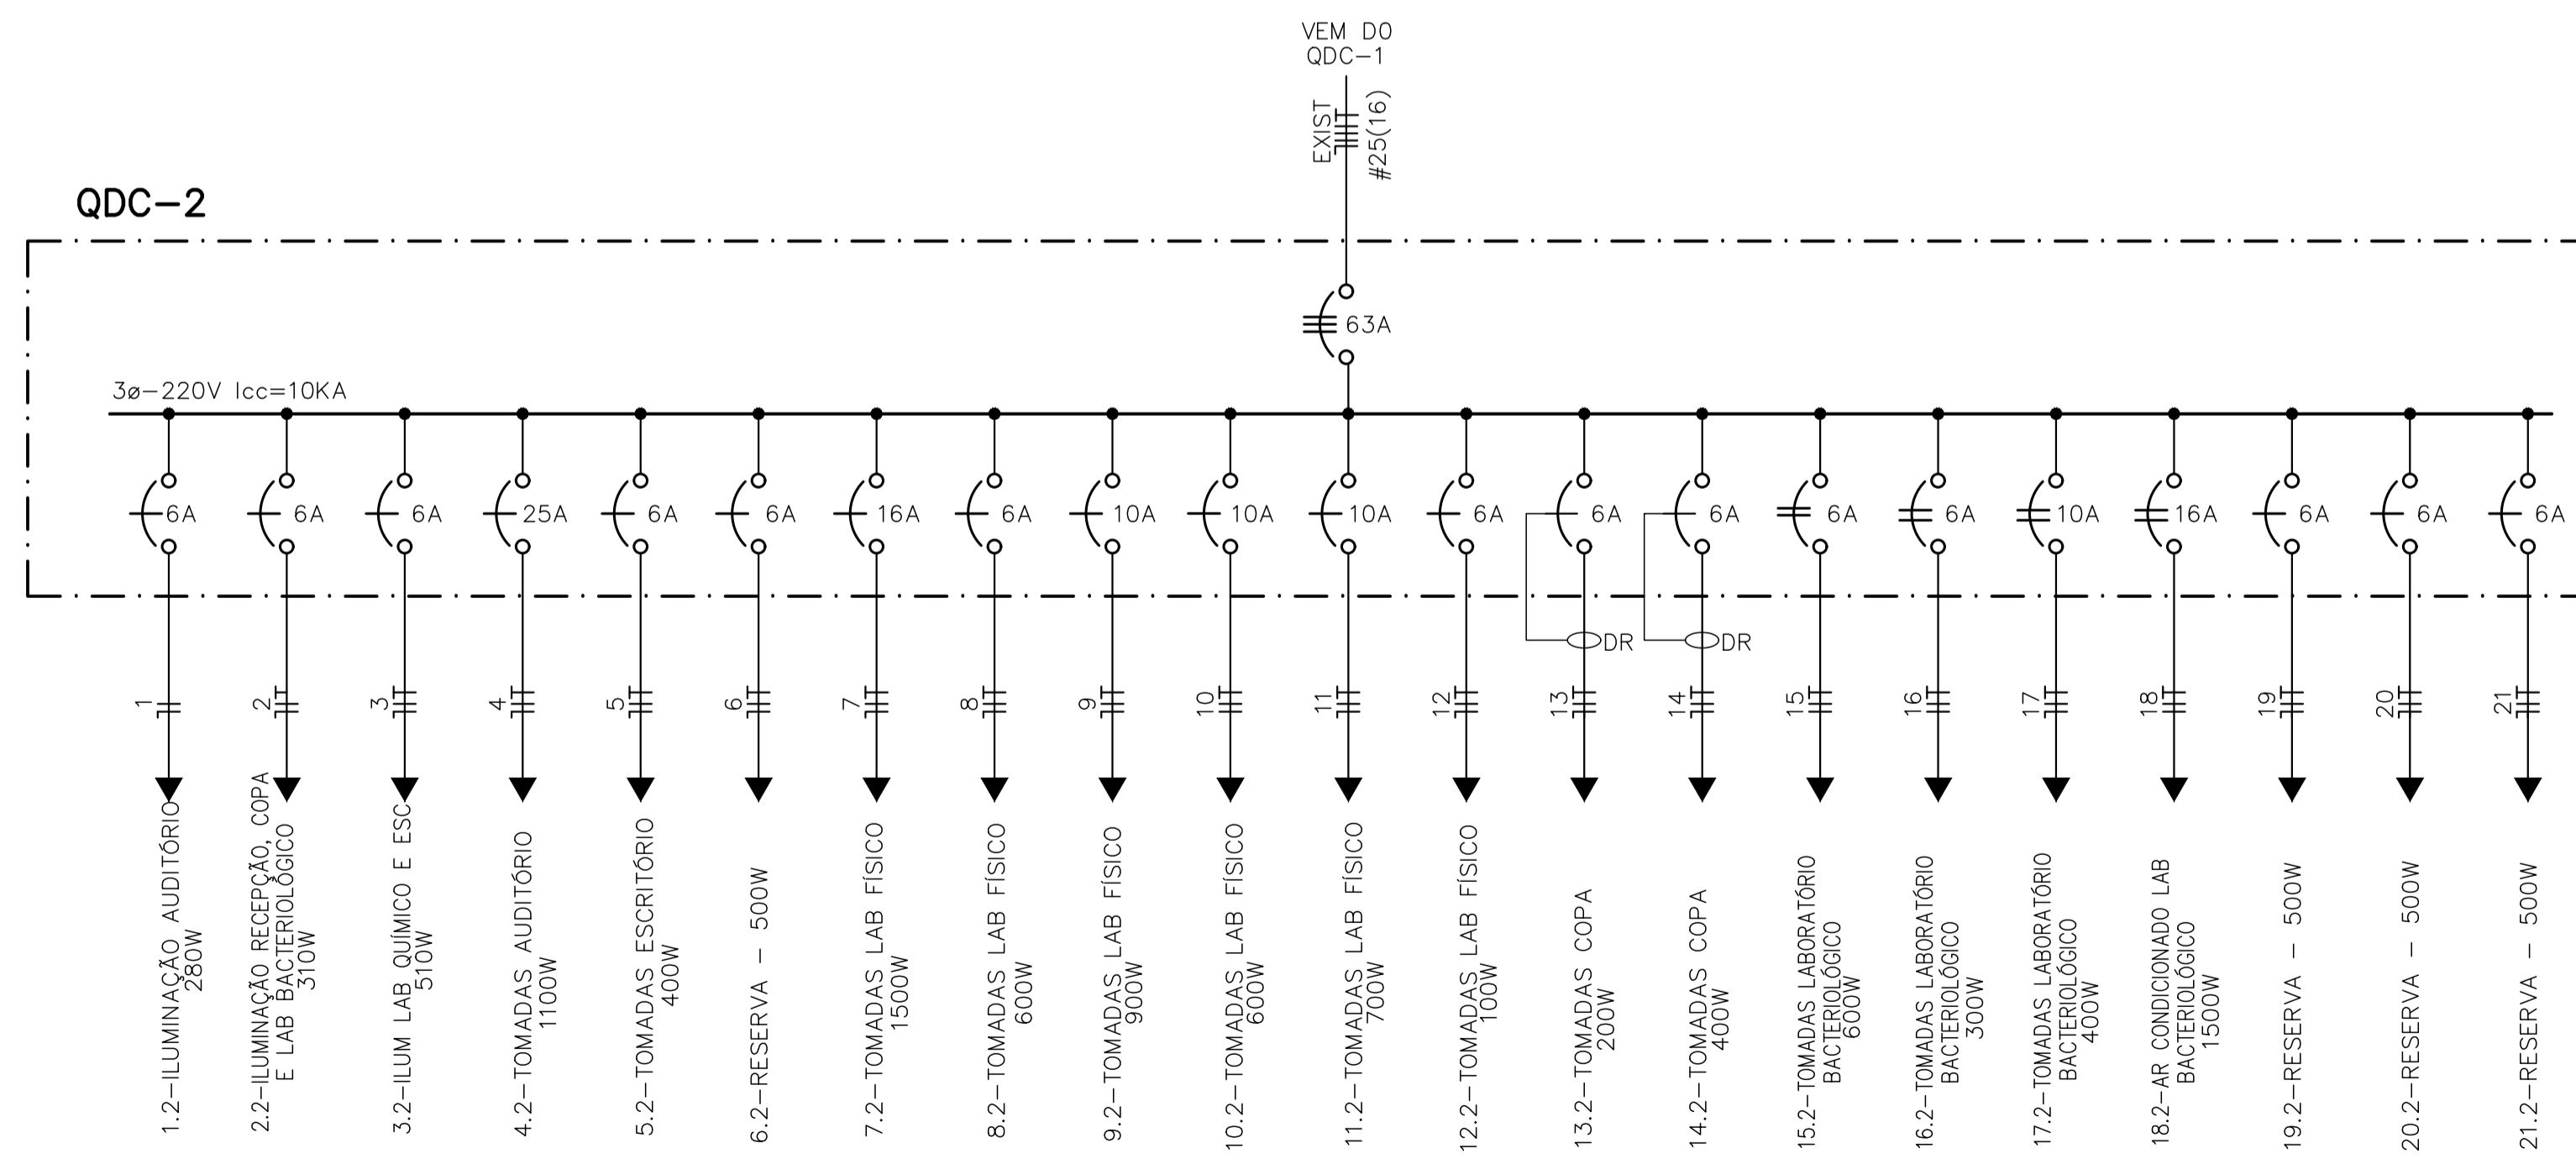 VEM DO
QDC-1
EXIST
#25(16)
QDC-2
63A
3ø-220V Icc=10KA
6A
6A
6A
25A
6A
6A
16A
6A
10A
10A
10A
6A
6A
6A
6A
6A
10A
16A
6A
6A
6A
DR
DR
1
2
3
4
5
6
7
8
9
10
11
12
13
14
15
16
17
18
19
20
21
1.2-ILUMINAÇÃO AUDITÓRIO
280W
2.2-ILUMINAÇÃO RECEPÇÃO, COPA
E LAB BACTERIOLÓGICO
310W
3.2-ILUM LAB QUÍMICO E ESC
510W
4.2-TOMADAS AUDITÓRIO
1100W
5.2-TOMADAS ESCRITÓRIO
400W
6.2-RESERVA - 500W
7.2-TOMADAS LAB FÍSICO
1500W
8.2-TOMADAS LAB FÍSICO
600W
9.2-TOMADAS LAB FÍSICO
900W
10.2-TOMADAS LAB FÍSICO
600W
11.2-TOMADAS LAB FÍSICO
700W
12.2-TOMADAS LAB FÍSICO
100W
13.2-TOMADAS COPA
200W
14.2-TOMADAS COPA
400W
15.2-TOMADAS LABORATÓRIO
BACTERIOLÓGICO
600W
16.2-TOMADAS LABORATÓRIO
BACTERIOLÓGICO
300W
17.2-TOMADAS LABORATÓRIO
BACTERIOLÓGICO
400W
18.2-AR CONDICIONADO LAB
BACTERIOLÓGICO
1500W
19.2-RESERVA - 500W
20.2-RESERVA - 500W
21.2-RESERVA - 500W